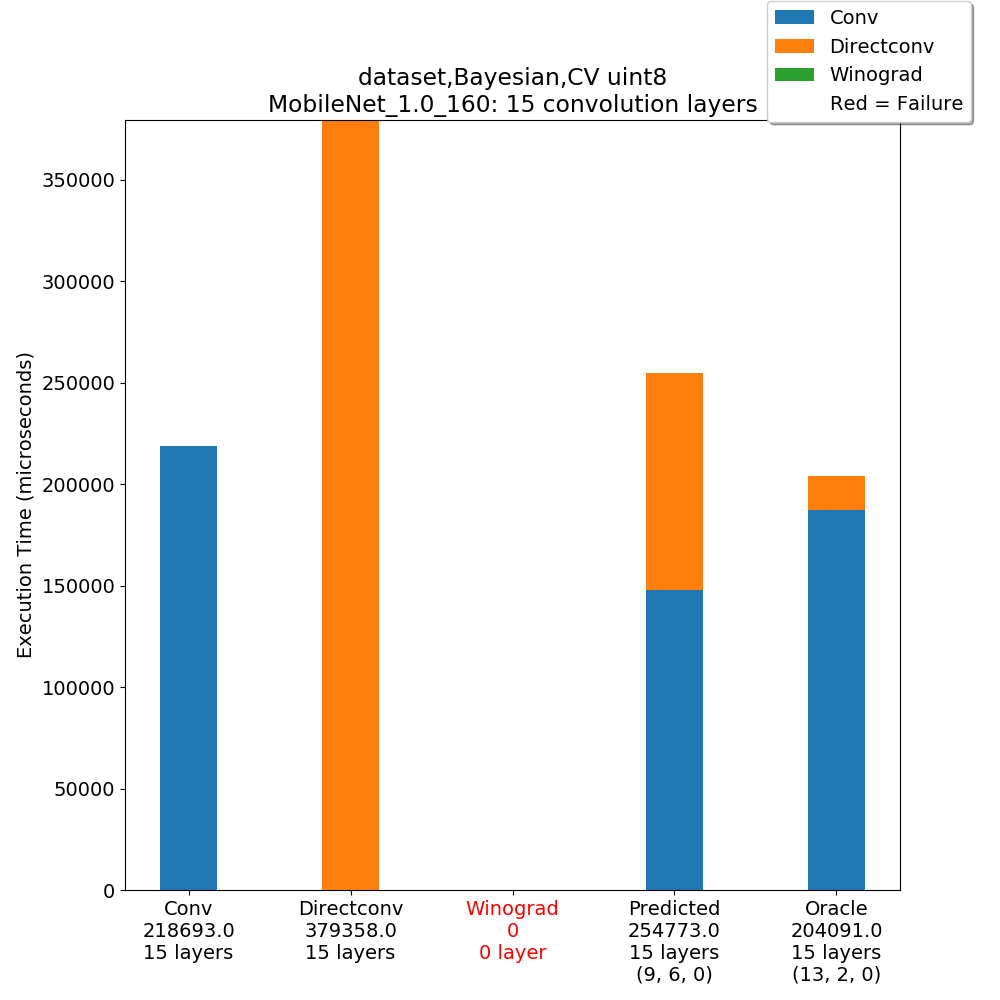 Conv
Directconv
Winograd
Red = Failure
dataset,Bayesian,CV uint8
MobileNet_1.0_160: 15 convolution layers
Execution Time (microseconds)
350000
300000
250000
200000
150000
100000
50000
0
Conv
218693.0
15 layers
Directconv
379358.0
15 layers
Winograd
0
0 layer
Predicted
254773.0
15 layers
(9, 6, 0)
Oracle
204091.0
15 layers
(13, 2, 0)